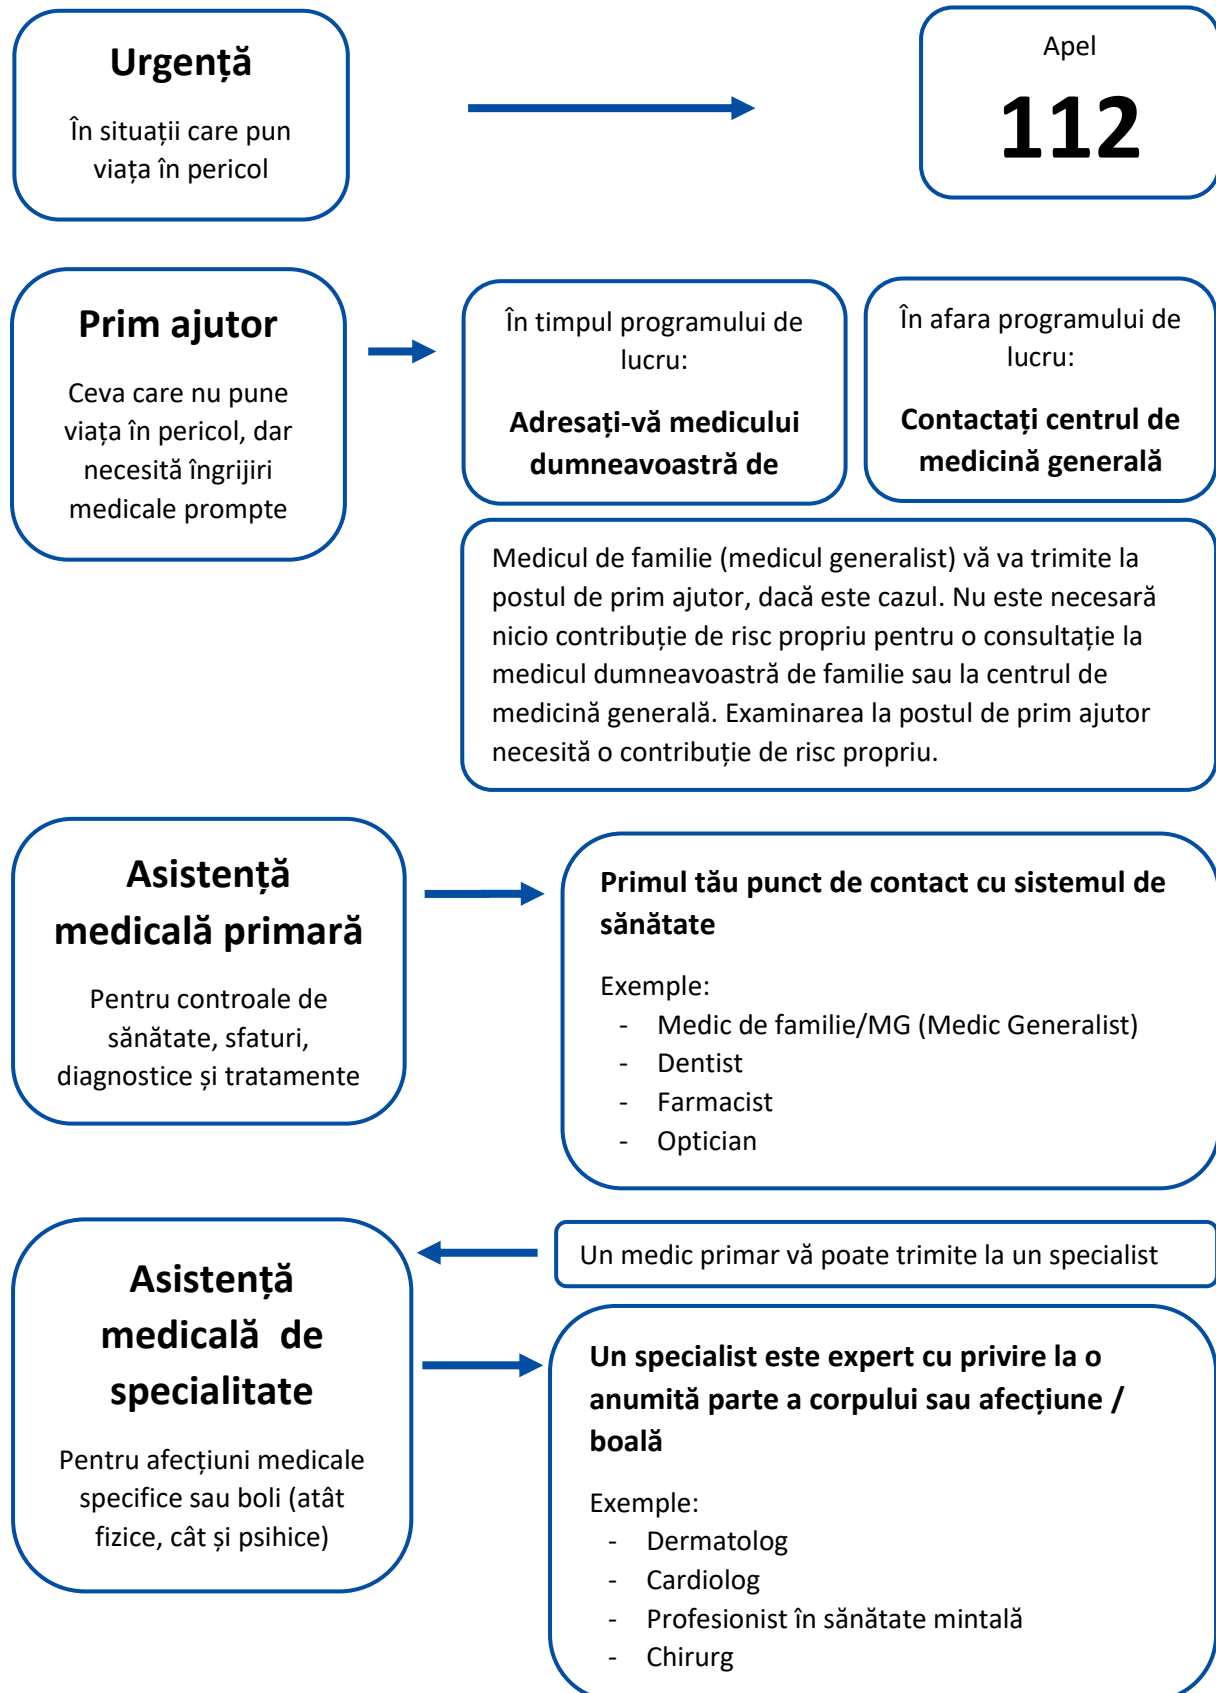 Urgență
În situații care pun
viața în pericol
Apel
112
Prim ajutor
Ceva care nu pune
viața în pericol, dar
necesită îngrijiri
medicale prompte
În timpul programului de
lucru:
Adresați-vă medicului
dumneavoastră de
În afara programului de
lucru:
Contactați centrul de
medicină generală
Medicul de familie (medicul generalist) vă va trimite la
postul de prim ajutor, dacă este cazul. Nu este necesară
nicio contribuție de risc propriu pentru o consultație la
medicul dumneavoastră de familie sau la centrul de
medicină generală. Examinarea la postul de prim ajutor
necesită o contribuție de risc propriu.
Asistență
medicală primară
Pentru controale de
sănătate, sfaturi,
diagnostice și tratamente
Primul tău punct de contact cu sistemul de
sănătate
Exemple:
- Medic de familie/MG (Medic Generalist)
- Dentist
- Farmacist
- Optician
Un medic primar vă poate trimite la un specialist
Asistență
medicală de
specialitate
Pentru afecțiuni medicale
specifice sau boli (atât
fizice, cât și psihice)
Un specialist este expert cu privire la o
anumită parte a corpului sau afecțiune /
boală
Exemple:
- Dermatolog
- Cardiolog
- Profesionist în sănătate mintală
- Chirurg